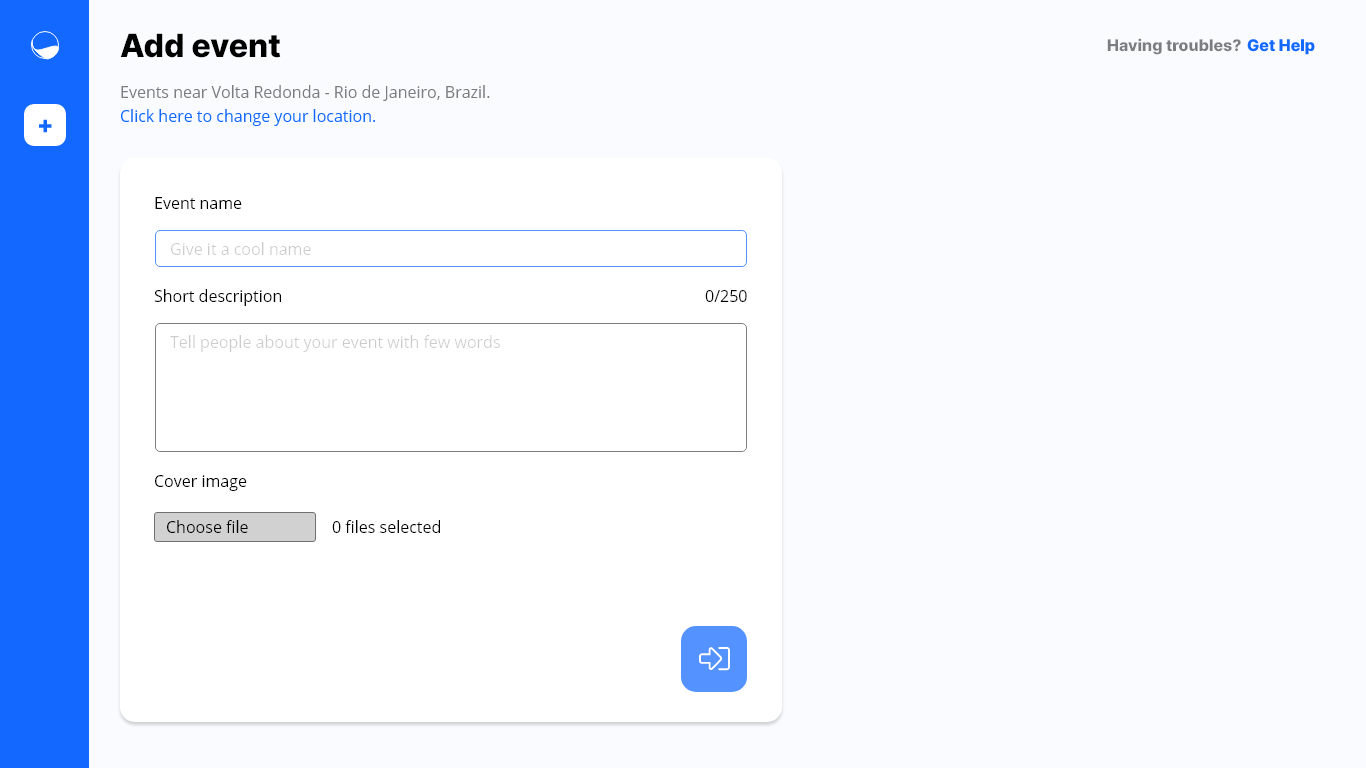 Add event
Having troubles? Get Help
Events near Volta Redonda - Rio de Janeiro, Brazil.
Click here to change your location.
Event name
Give it a cool name
Short description
0/250
Tell people about your event with few words
Cover image
Choose file
0 files selected